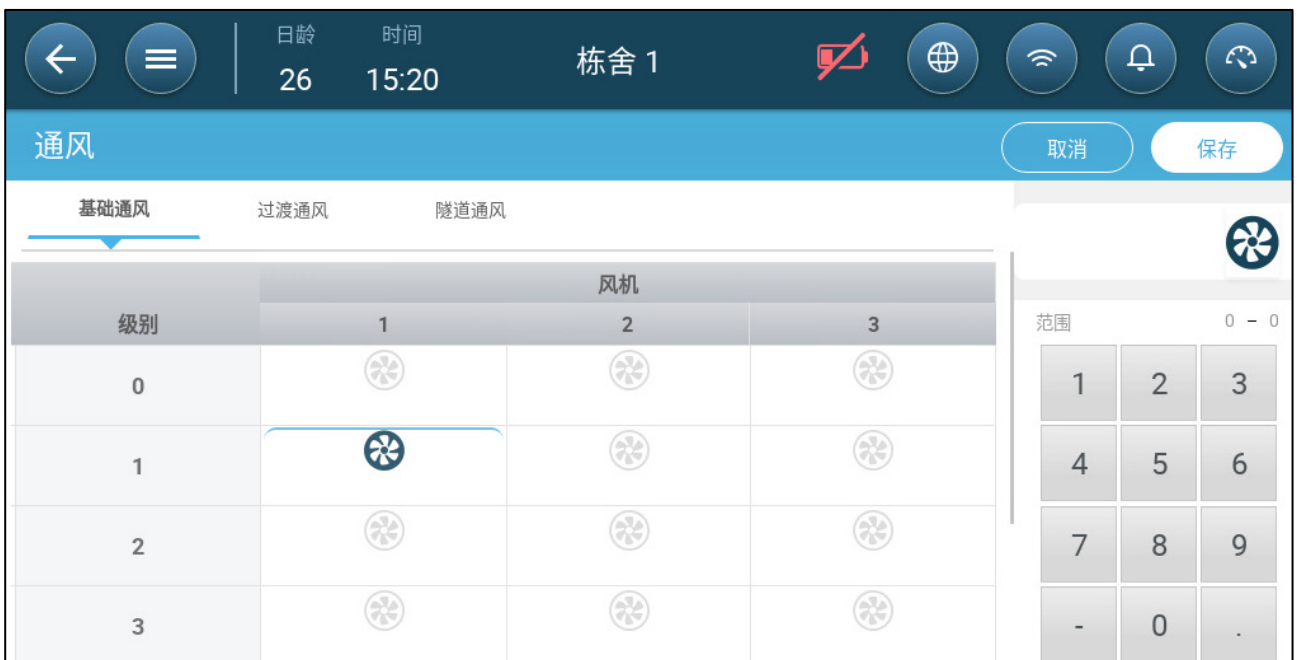 日龄 时间
26 15:20 栋舍 1
通风 取消 保存
基础通风 过渡通风 隧道通风
风机
级别 1 2 3
范围 0 – 0
0
1 2 3
1
4 5 6
2
7 8 9
3
- 0 .